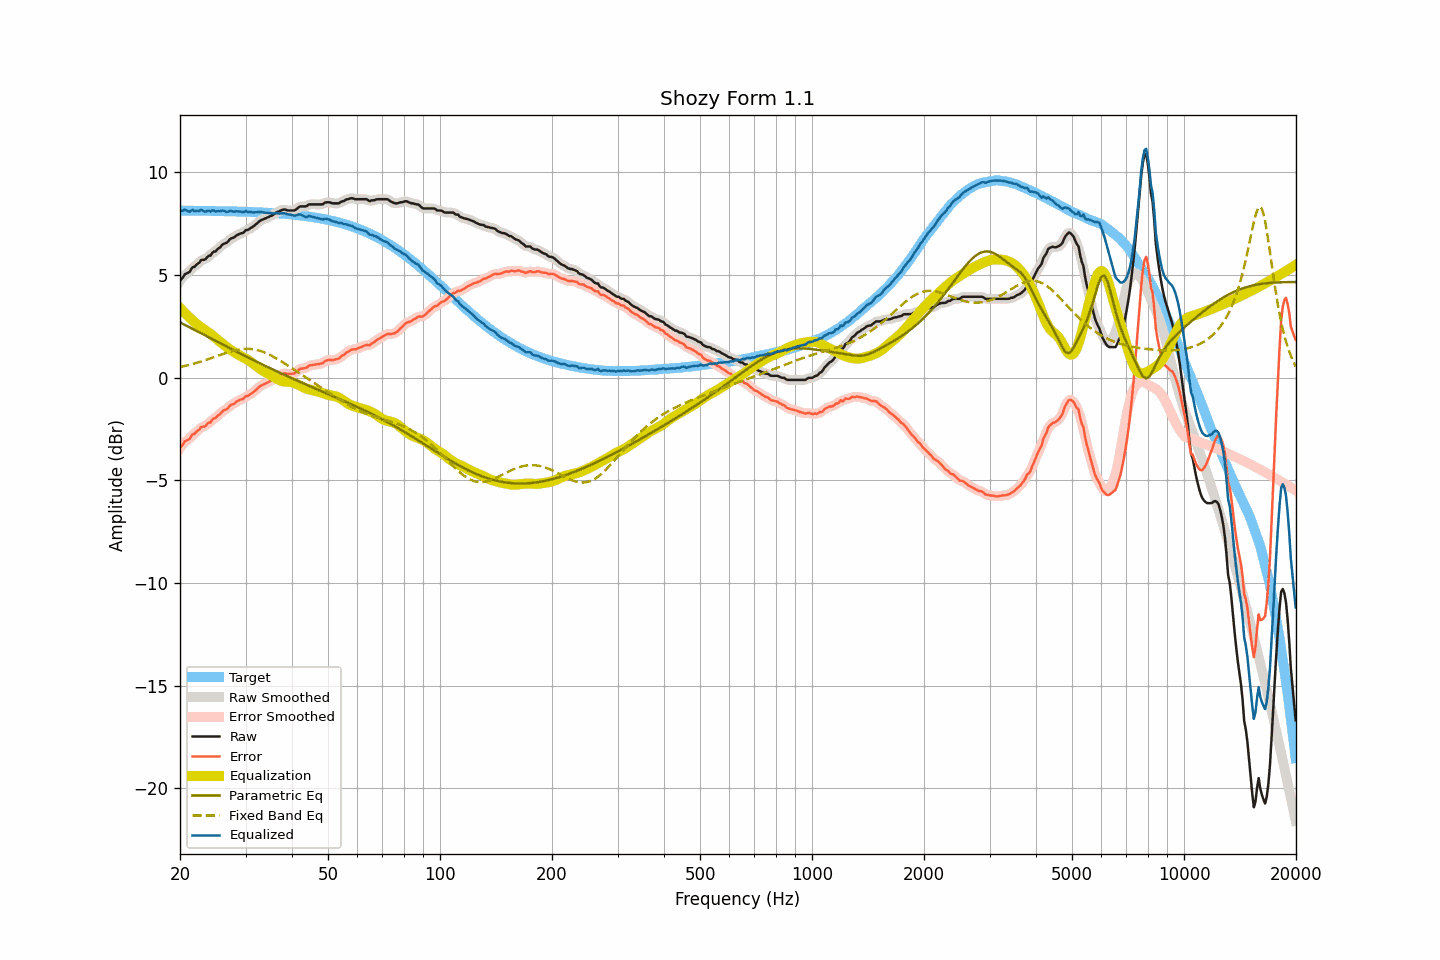 Shozy Form 1.1
Amplitude (dBr)
10
5
0
−5
−10
−15
−20
Target
Raw Smoothed
Error Smoothed
Raw
Error
Equalization
Parametric Eq
Fixed Band Eq
Equalized
20 50 100 200 500 1000 2000 5000 10000 20000
Frequency (Hz)